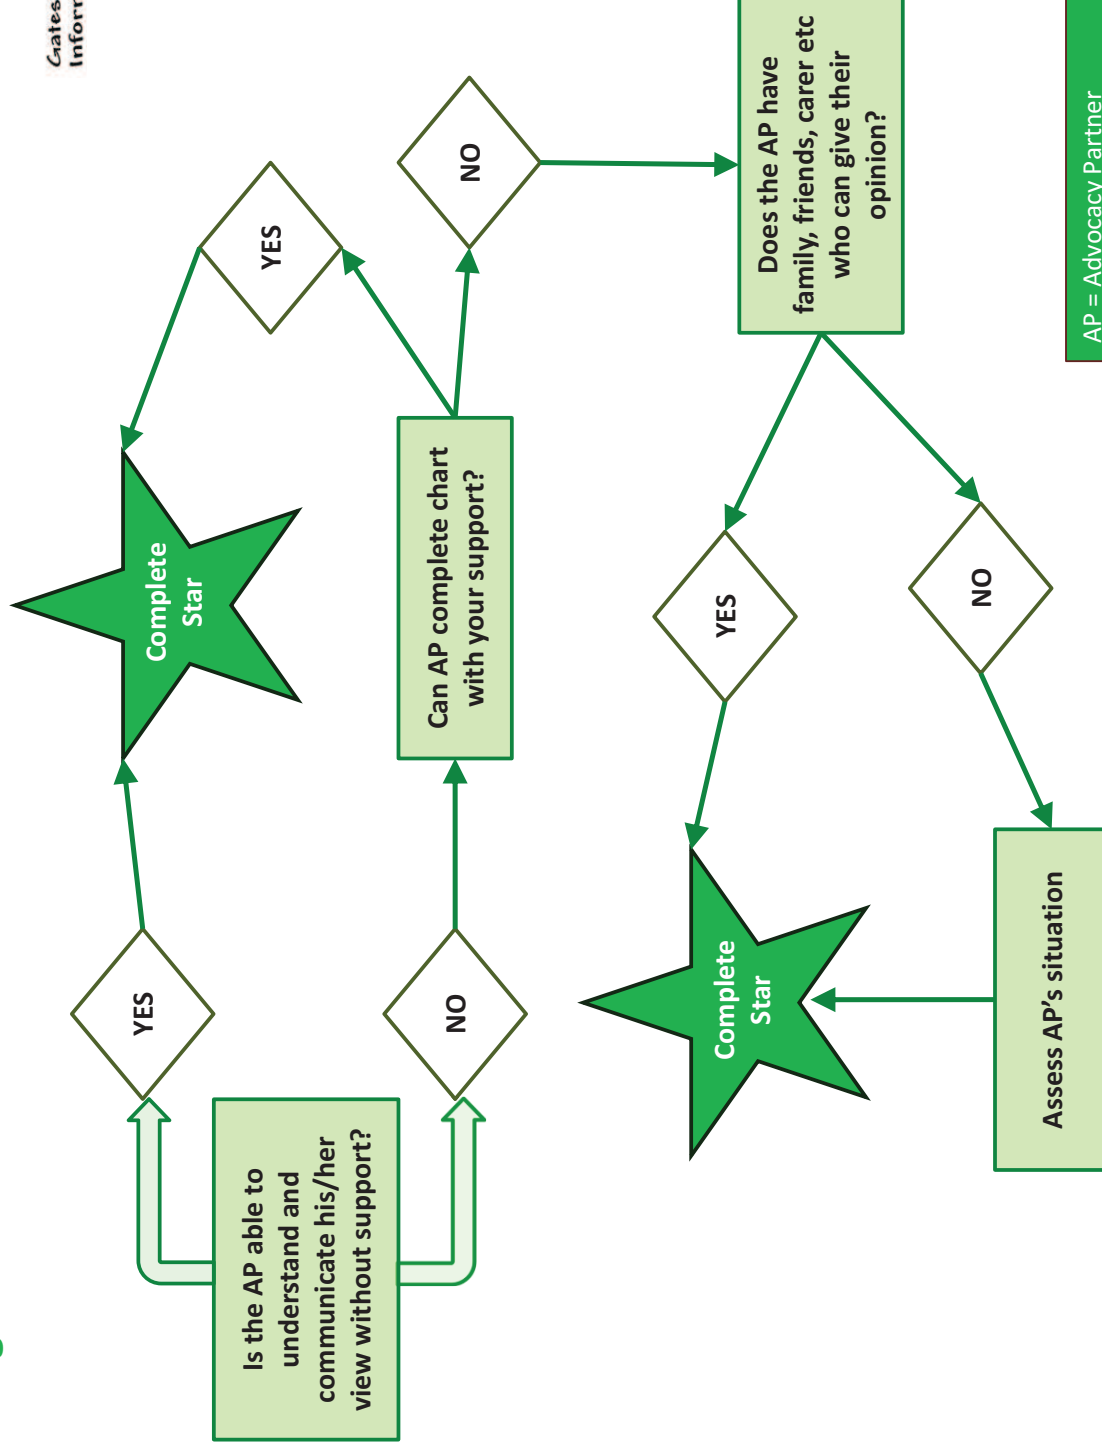 Gates
Infor
Is the AP able to
understand and
communicate his/her
view without support?
YES
Complete
Star
YES
NO
Can AP complete chart
with your support?
NO
Does the AP have
family, friends, carer etc
who can give their
opinion?
YES
Complete
Star
NO
Assess AP’s situation
AP = Advocacy Partner